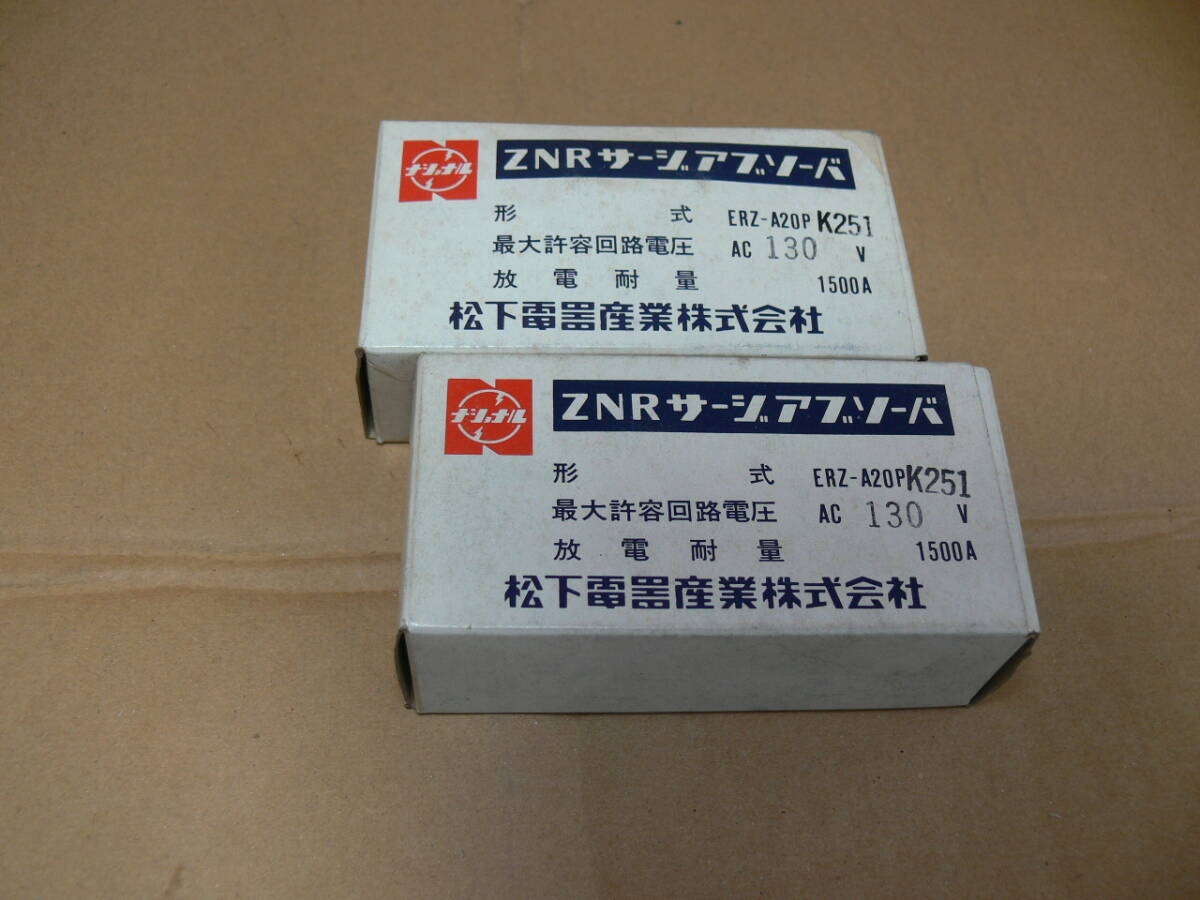 ナショナル
ZNRサージアブソーバ
形式 ERZ-A20P K251
最大許容回路電圧 AC 130 V
放電耐量 1500A
松下電器産業株式会社
ナショナル
ZNRサージアブソーバ
形式 ERZ-A20P K251
最大許容回路電圧 AC 130 V
放電耐量 1500A
松下電器産業株式会社